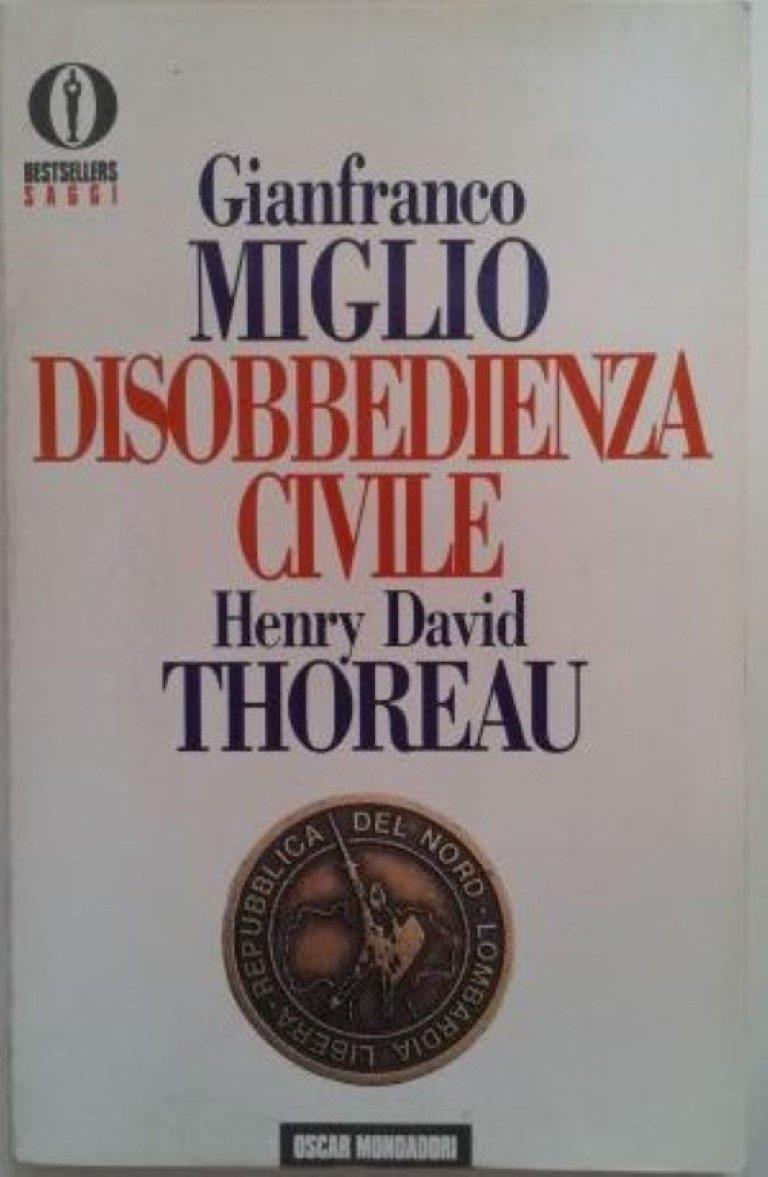 BESTSELLERS
SAGGI
Gianfranco
MIGLIO
DISOBBEDIENZA
CIVILE
Henry David
THOREAU
REPUBBLICA DEL NORD · LOMBARDIA LIBERA ·
OSCAR MONDADORI